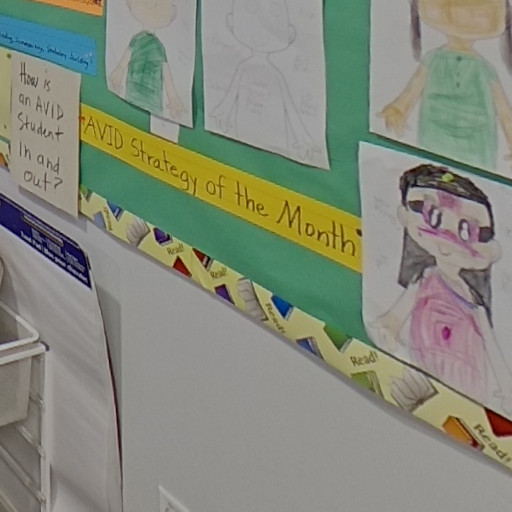 How is
an AVID
Student
in and
out?
AVID Strategy of the Month
Read!
Read!
Read!
Read!
Read!